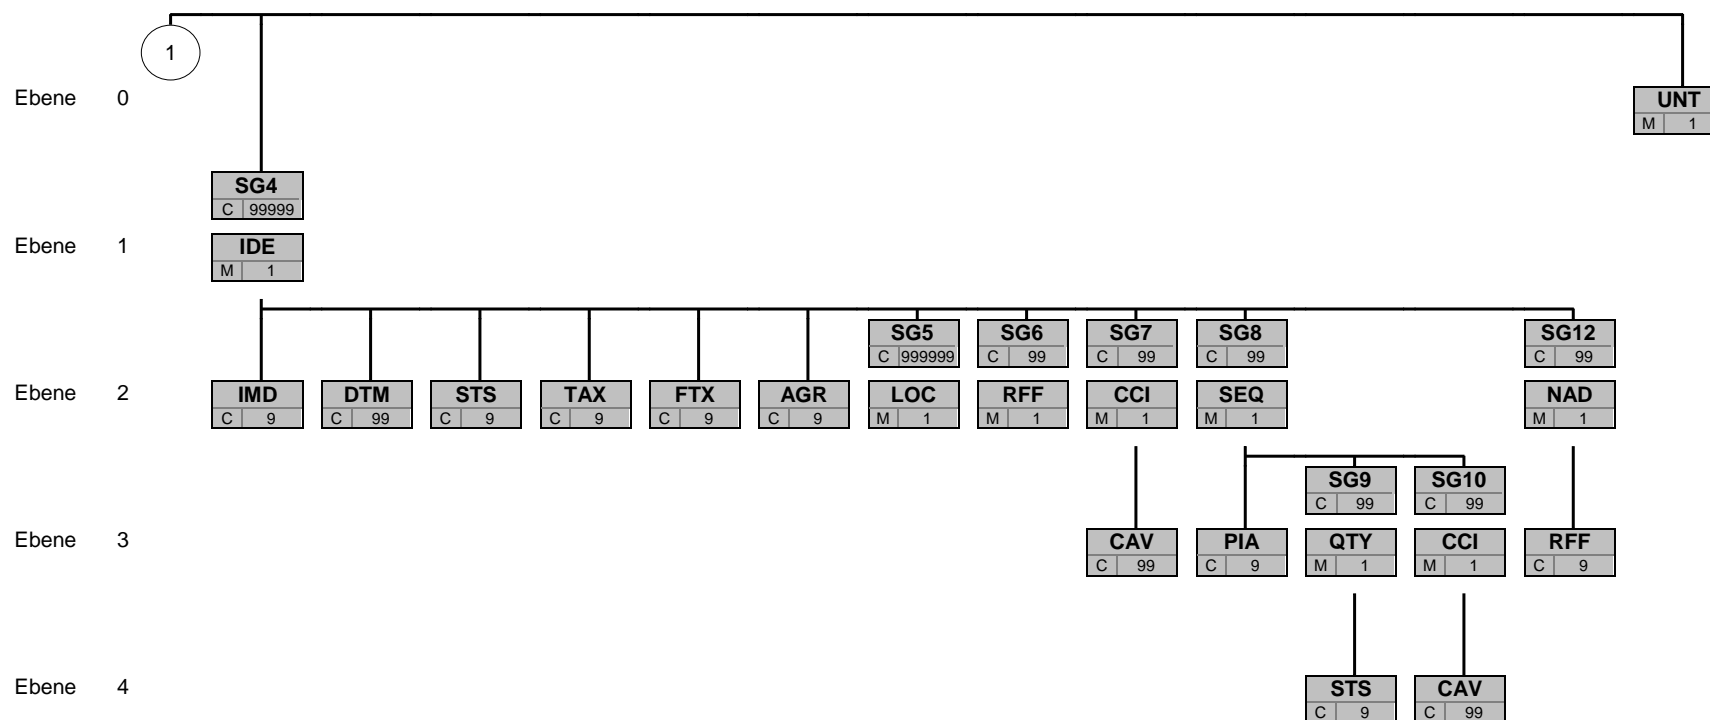 1
Ebene 0
UNT
M 1
SG4
C 99999
Ebene 1
IDE
M 1
SG5 SG6 SG7 SG8 SG12
C 999999 C 99 C 99 C 99 C 99
Ebene 2
IMD DTM STS TAX FTX AGR LOC RFF CCI SEQ NAD
C 9 C 99 C 9 C 9 C 9 C 9 M 1 M 1 M 1 M 1 M 1
SG9 SG10
C 99 C 99
Ebene 3
CAV PIA QTY CCI RFF
C 99 C 9 M 1 M 1 C 9
Ebene 4
STS CAV
C 9 C 99